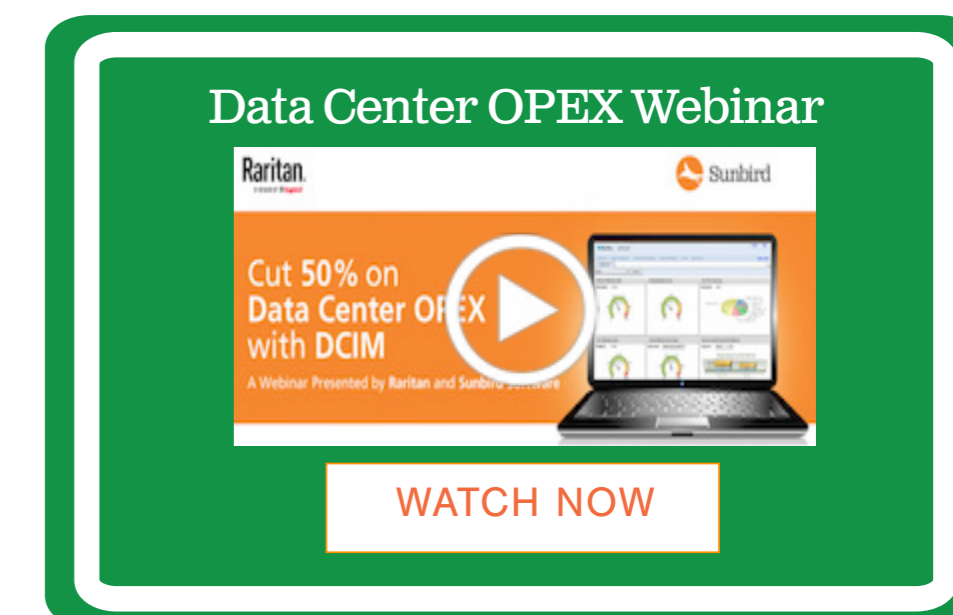 Data Center OPEX Webinar
Raritan.
Sunbird
Cut 50% on
Data Center OPEX
with DCIM
A Webinar Presented by Raritan and Sunbird Software
WATCH NOW